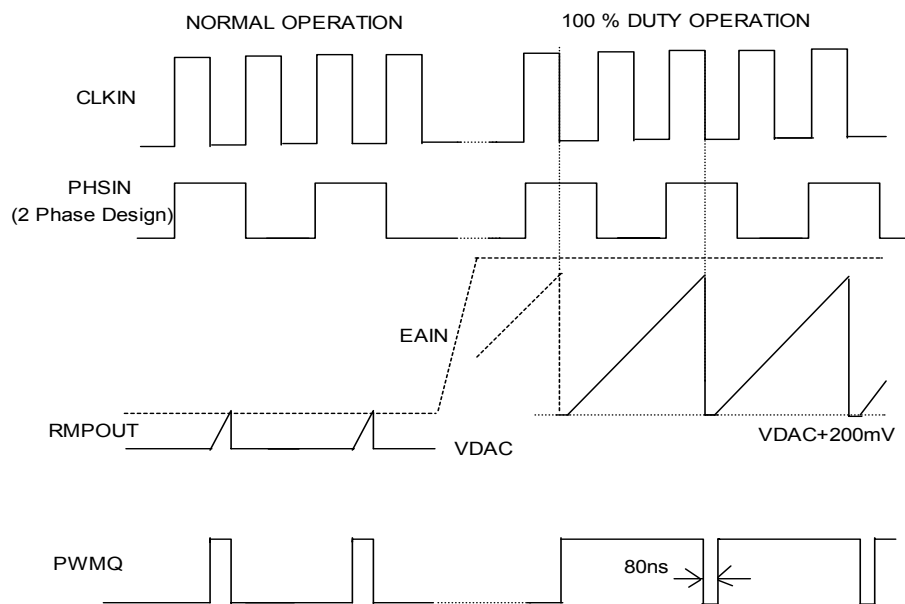 NORMAL OPERATION
100 % DUTY OPERATION
CLKIN
PHSIN
(2 Phase Design)
EAIN
RMPOUT
VDAC
VDAC+200mV
PWMQ
80ns